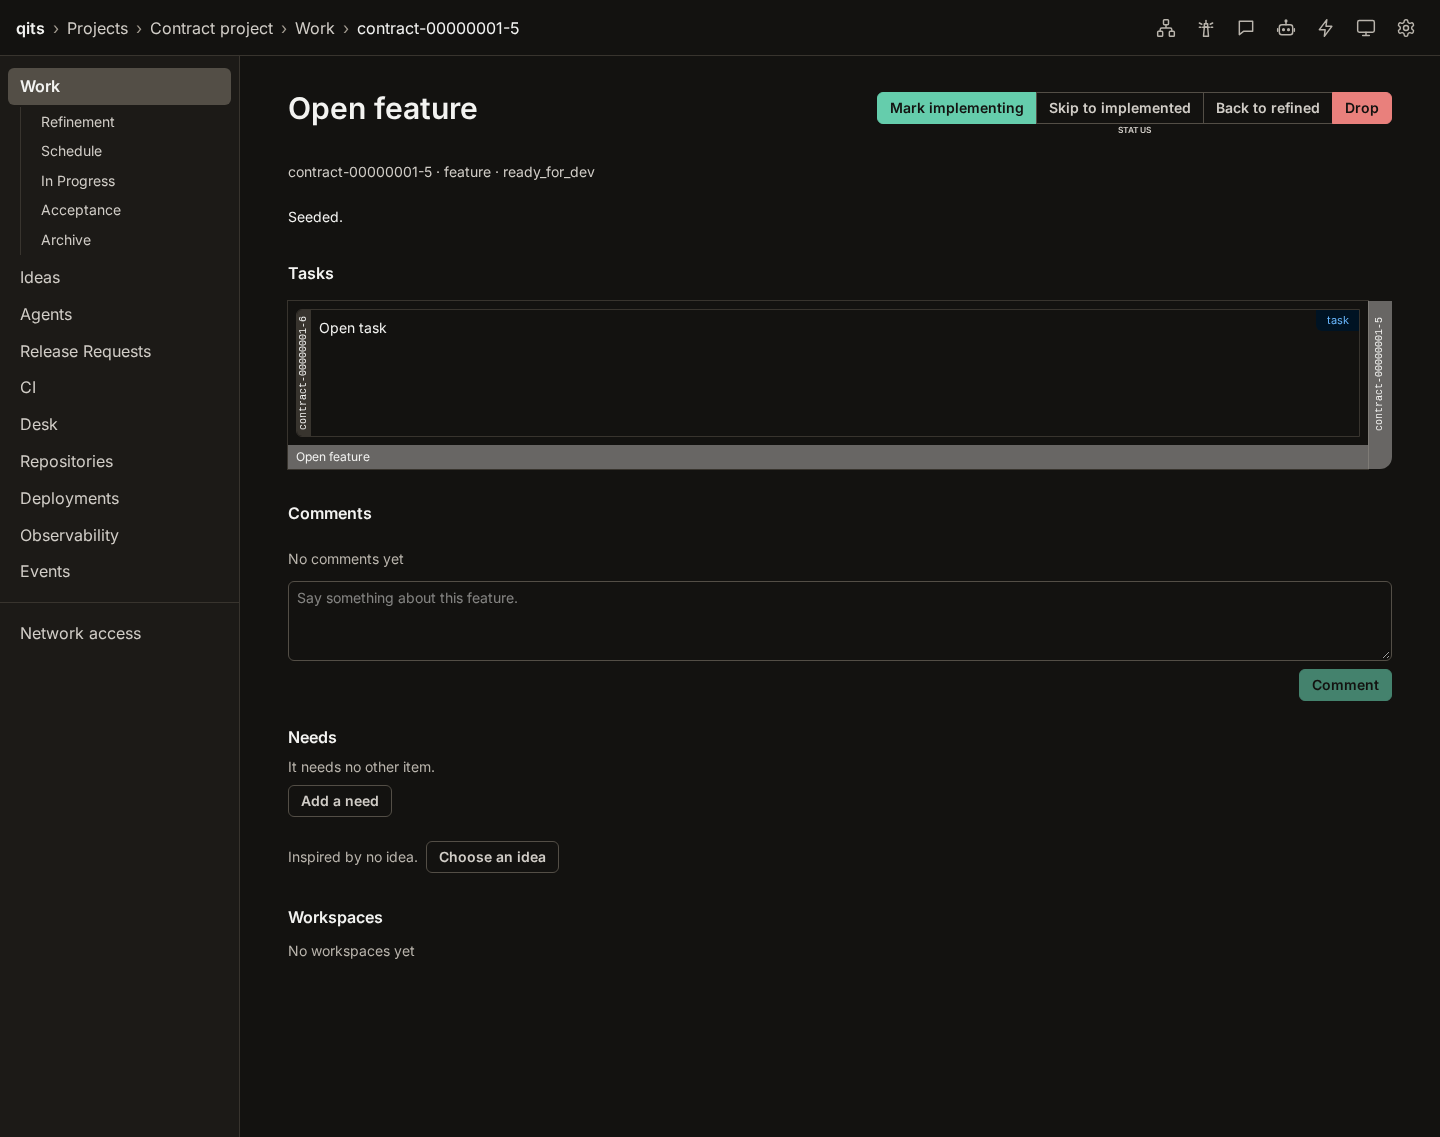 qits › Projects › Contract project › Work › contract-00000001-5
Work
Refinement
Schedule
In Progress
Acceptance
Archive
Ideas
Agents
Release Requests
CI
Desk
Repositories
Deployments
Observability
Events
Network access
Open feature
Mark implementing
Skip to implemented
Back to refined
Drop
STATUS
contract-00000001-5 · feature · ready_for_dev
Seeded.
Tasks
contract-00000001-6
Open task
task
contract-00000001-5
Open feature
Comments
No comments yet
Say something about this feature.
Comment
Needs
It needs no other item.
Add a need
Inspired by no idea.
Choose an idea
Workspaces
No workspaces yet